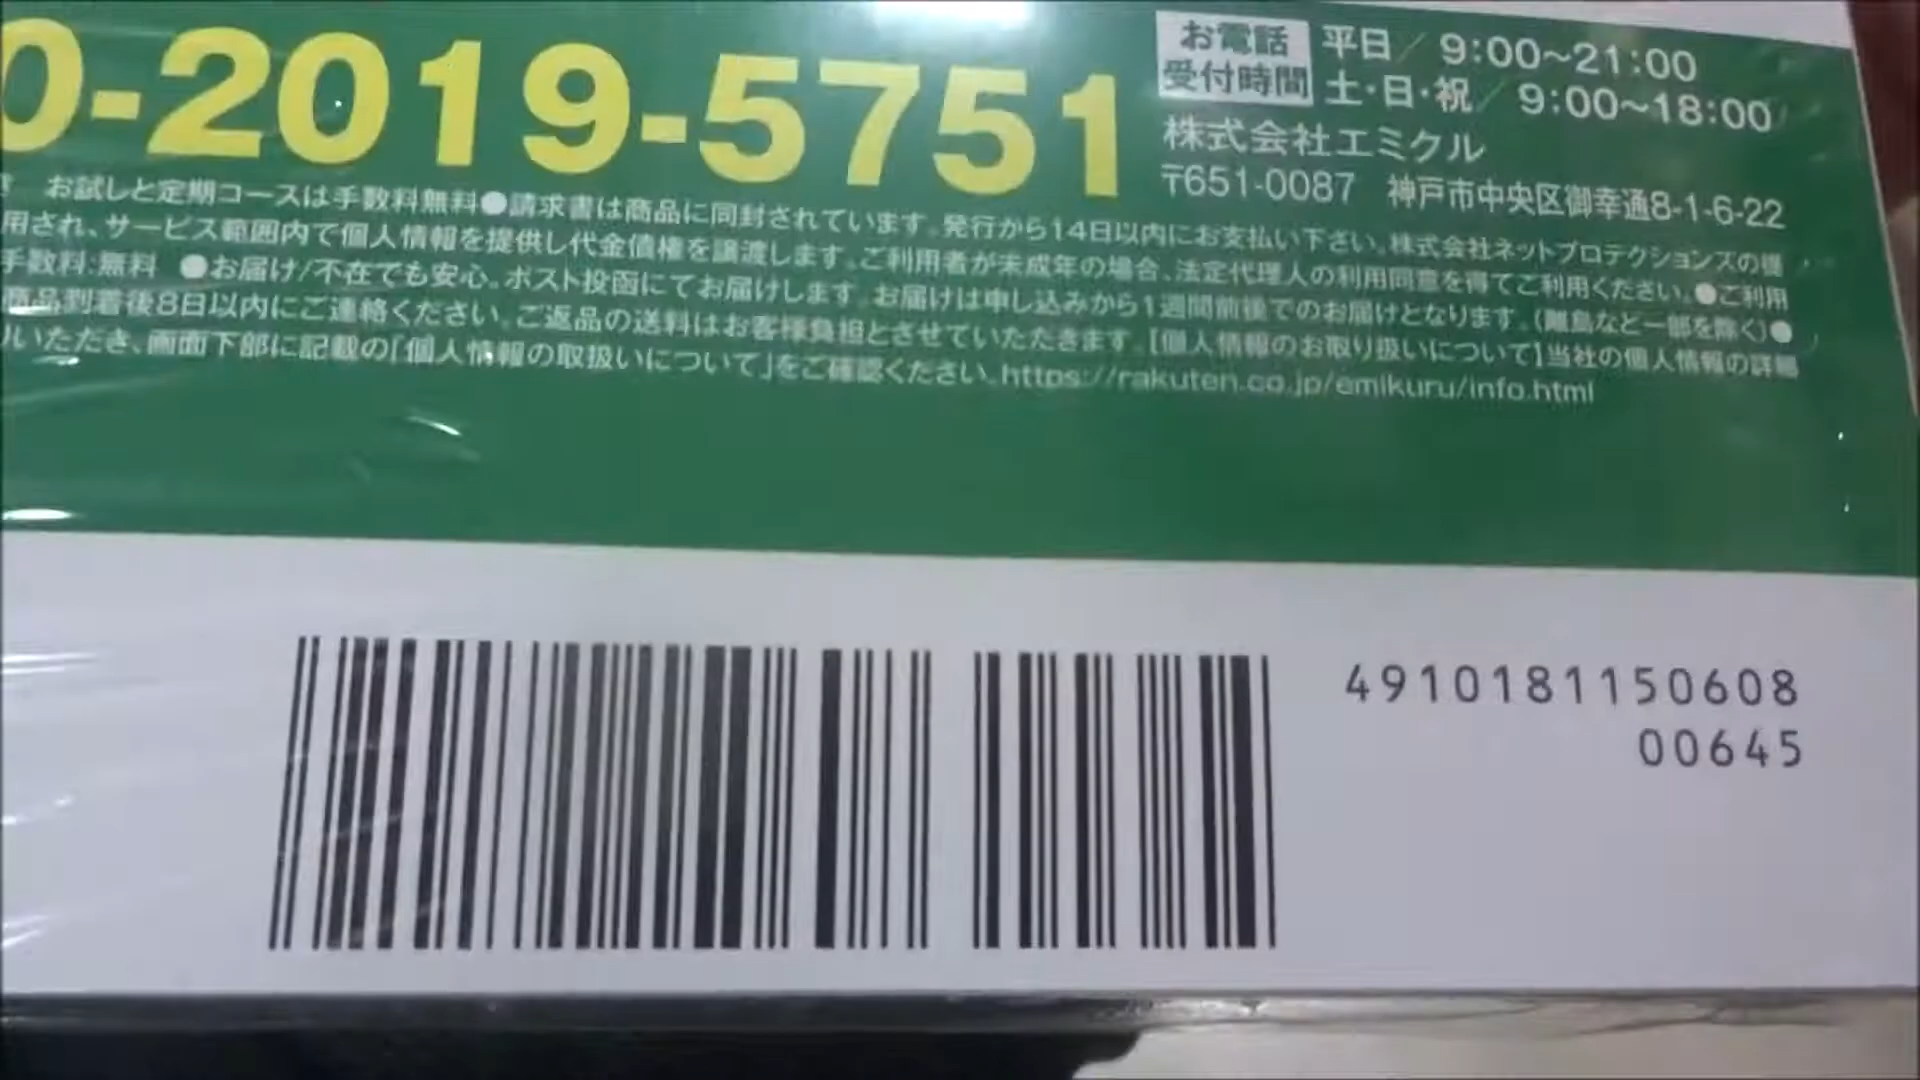 0-2019-5751
お電話
受付時間
平日/ 9:00~21:00
土・日・祝/ 9:00~18:00
株式会社エミクル
〒651-0087 神戸市中央区御幸通8-1-6-22
お試しと定期コースは手数料無料●請求書は商品に同封されています。発行から14日以内にお支払い下さい。株式会社ネットプロテクションズの
用され、サービス範囲内で個人情報を提供し代金債権を譲渡します。ご利用者が未成年の場合、法定代理人の利用同意を得てご利用ください。●ご利用
手数料:無料 ●お届け/不在でも安心。ポスト投函にてお届けします。お届けは申し込みから1週間前後でのお届けとなります。(離島など一部を除く)●
商品到着後8日以内にご連絡ください。ご返品の送料はお客様負担とさせていただきます。【個人情報のお取り扱いについて】当社の個人情報の詳細
いただき、画面下部に記載の「個人情報の取扱いについて」をご確認ください。https://rakuten.co.jp/emikuru/info.html
4910181150608
00645